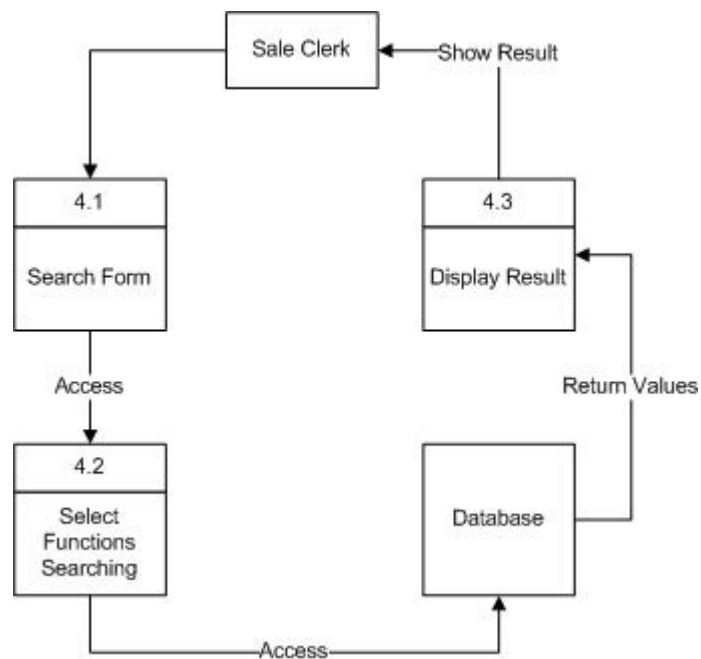 Sale Clerk
Show Result
4.1
4.3
Search Form
Display Result
Access
Return Values
4.2
Select
Functions
Searching
Database
Access